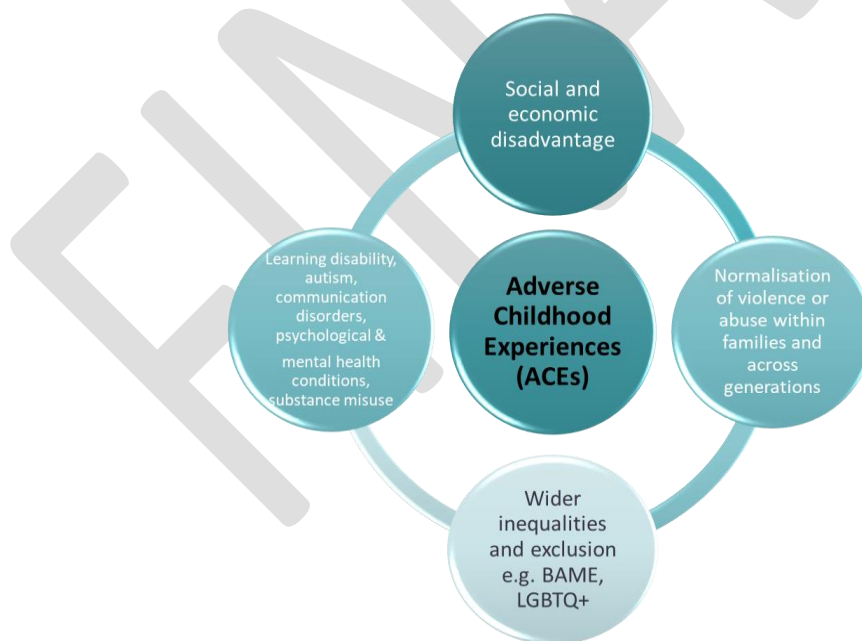 Social and
economic
disadvantage
Learning disability,
autism,
communication
disorders,
psychological &
mental health
conditions,
substance misuse
Adverse
Childhood
Experiences
(ACEs)
Normalisation
of violence or
abuse within
families and
across
generations
Wider
inequalities
and exclusion
e.g. BAME,
LGBTQ+